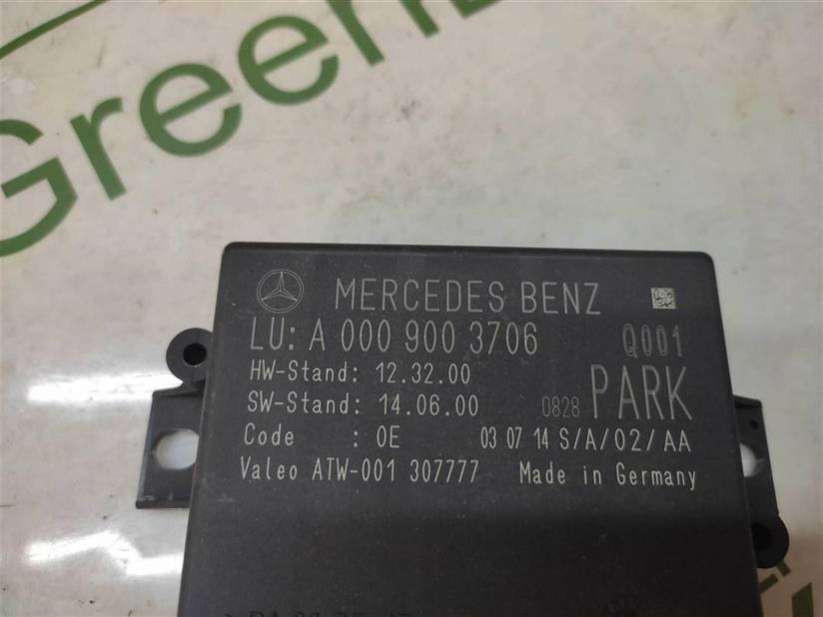 Green
MERCEDES BENZ
LU: A 000 900 3706 Q001
HW-Stand: 12.32.00
SW-Stand: 14.06.00 0828 PARK
Code : 0E 03 07 14 S/A/02/AA
Valeo ATW-001 307777 Made in Germany